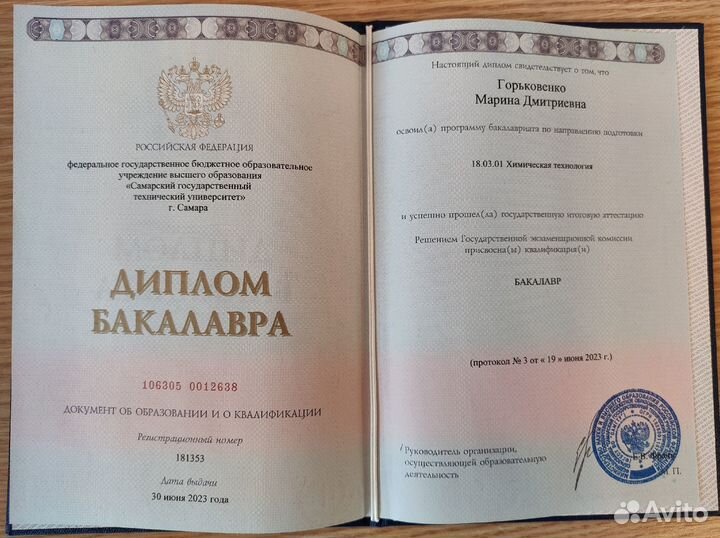 РОССИЙСКАЯ ФЕДЕРАЦИЯ
федеральное государственное бюджетное образовательное
учреждение высшего образования
«Самарский государственный
технический университет»
г. Самара
ДИПЛОМ
БАКАЛАВРА
106305 0012638
ДОКУМЕНТ ОБ ОБРАЗОВАНИИ И О КВАЛИФИКАЦИИ
Регистрационный номер
181353
Дата выдачи
30 июня 2023 года
Настоящий диплом свидетельствует о том, что
Горьковенко
Марина Дмитриевна
освоил(а) программу бакалавриата по направлению подготовки
18.03.01 Химическая технология
и успешно прошел(ла) государственную итоговую аттестацию
Решением Государственной экзаменационной комиссии
присвоена(ы) квалификация(и)
БАКАЛАВР
(протокол № 3 от « 19 » июня 2023 г.)
Руководитель организации,
осуществляющей образовательную
деятельность
М. П.
Avito